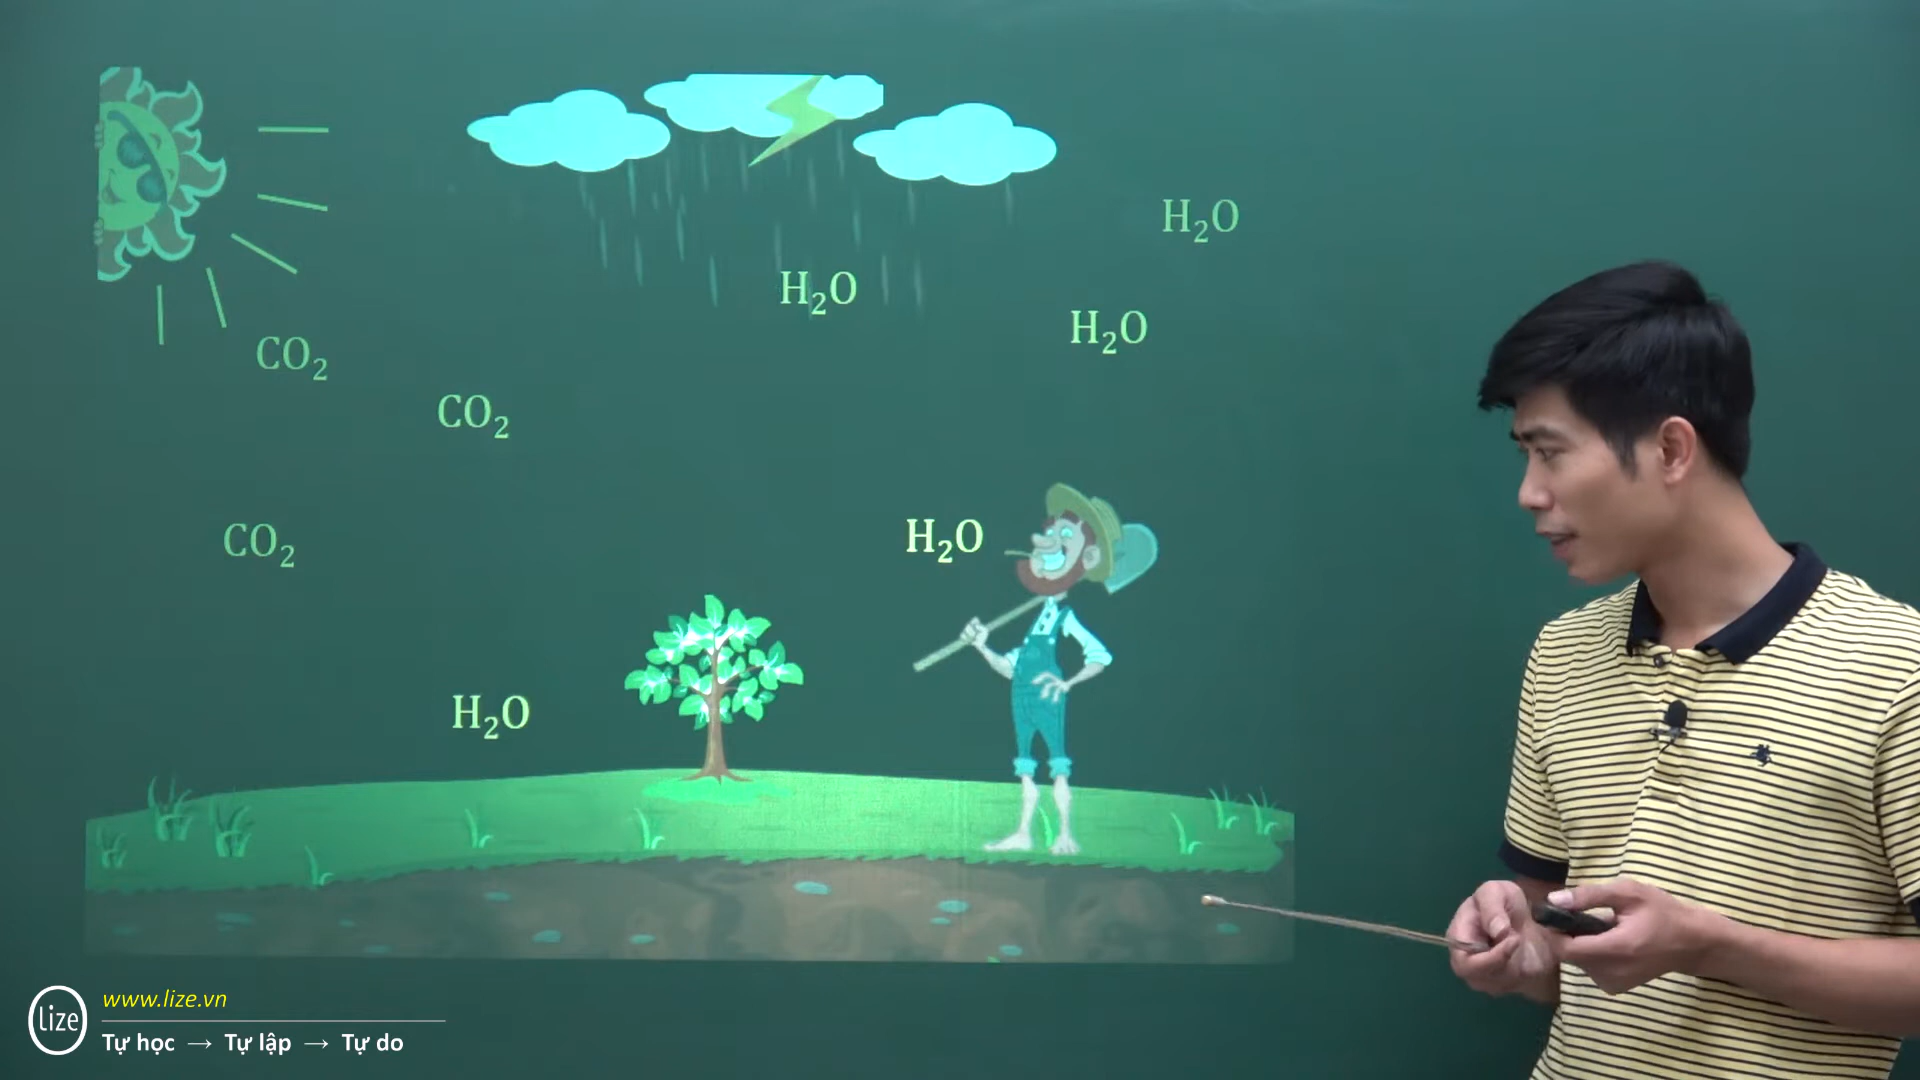 H₂O
H₂O
H₂O
CO₂
CO₂
CO₂
H₂O
H₂O
lize
www.lize.vn
Tự học → Tự lập → Tự do